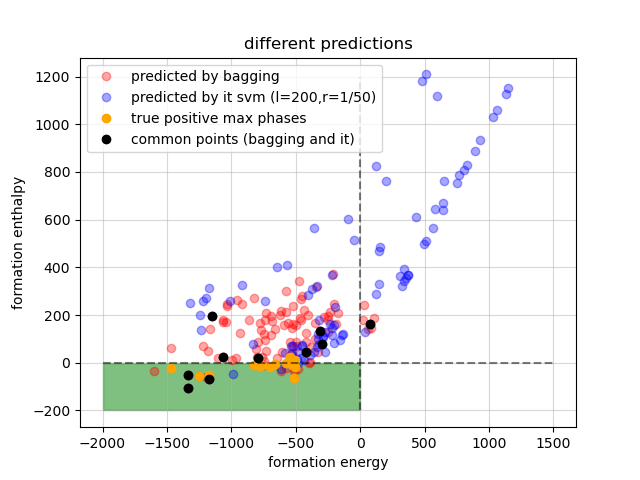 different predictions
predicted by bagging
predicted by it svm (l=200,r=1/50)
true positive max phases
common points (bagging and it)
formation enthalpy
1200
1000
800
600
400
200
0
−200
−2000 −1500 −1000 −500 0 500 1000 1500
formation energy